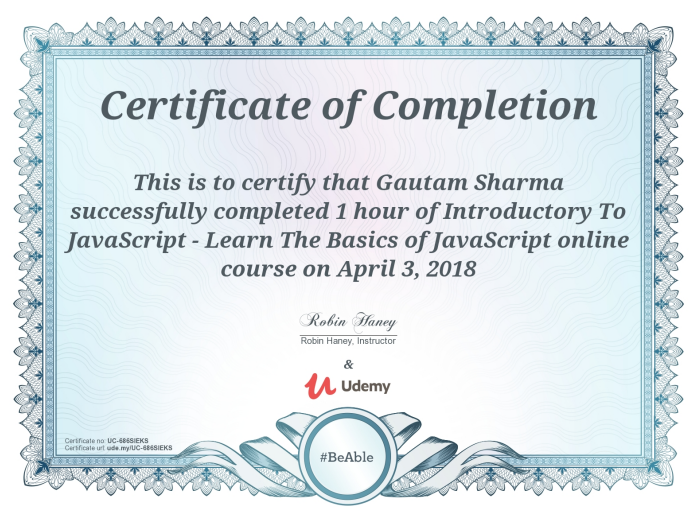 Certificate of Completion
This is to certify that Gautam Sharma
successfully completed 1 hour of Introductory To
JavaScript - Learn The Basics of JavaScript online
course on April 3, 2018
Robin Haney
Robin Haney, Instructor
&
Udemy
Certificate no: UC-686SIEKS
Certificate url: ude.my/UC-686SIEKS
#BeAble